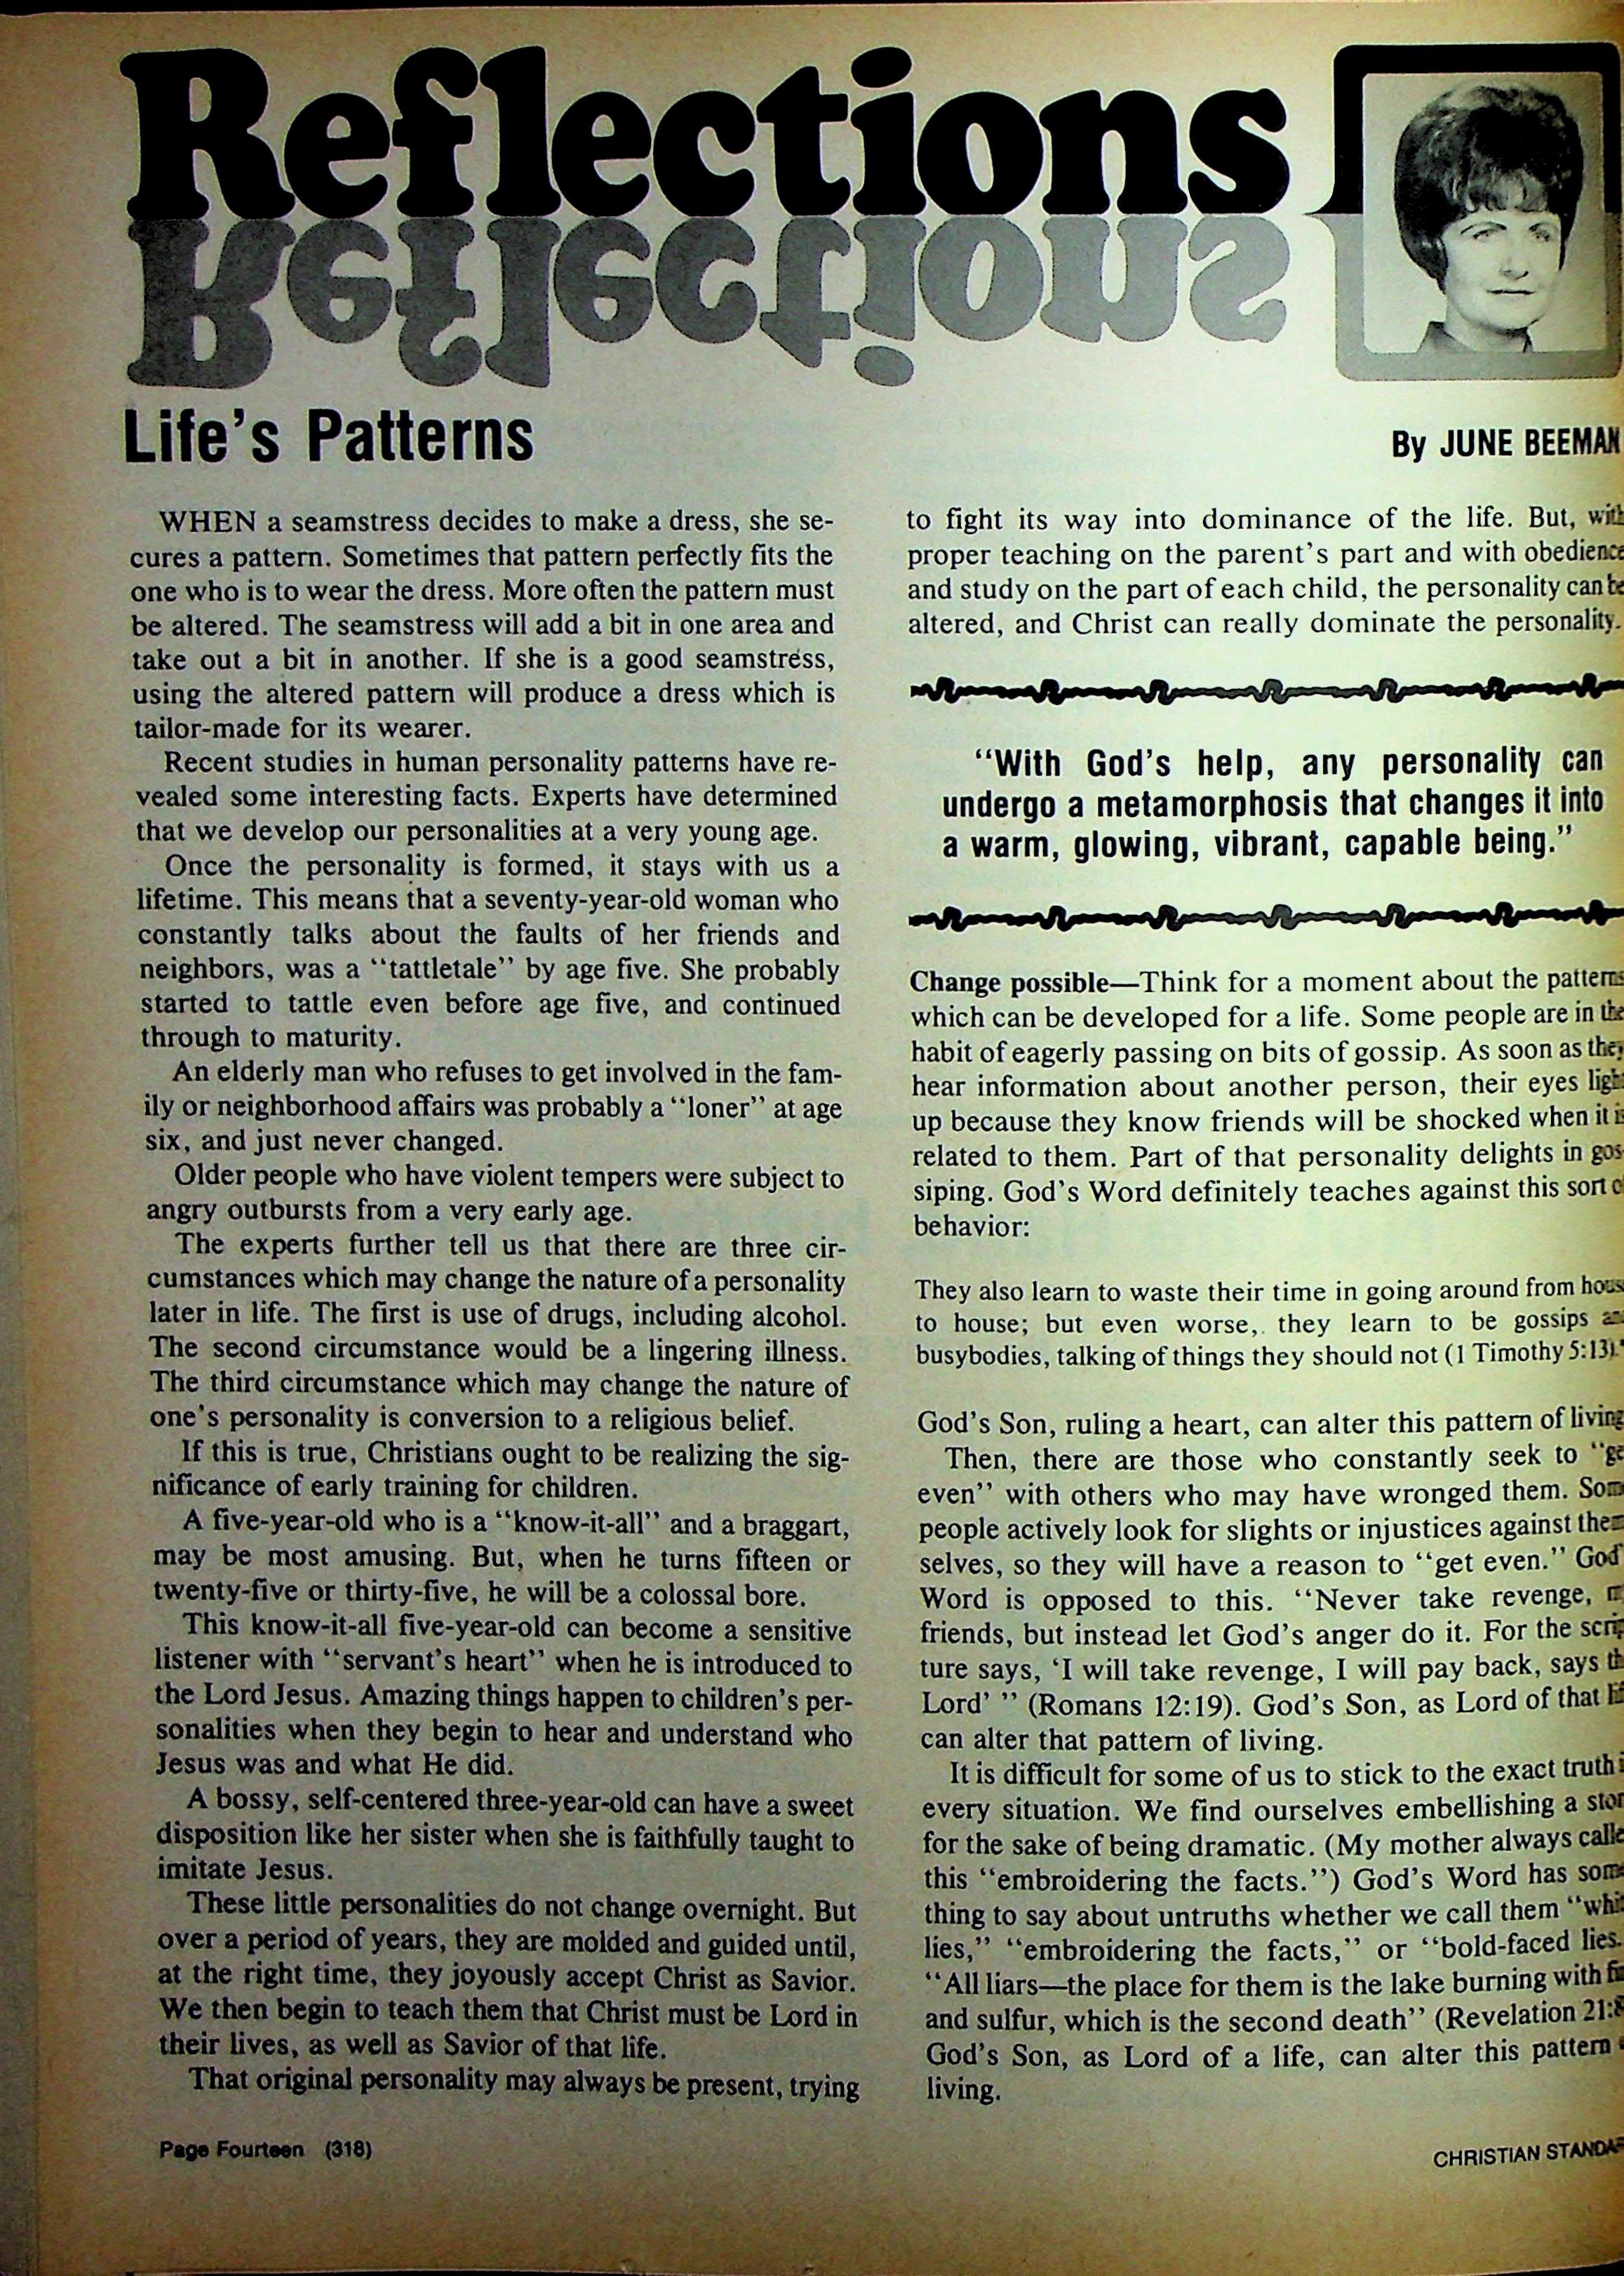 Reflections
Reflections
Life's Patterns
By JUNE BEEMAN
WHEN a seamstress decides to make a dress, she se-
cures a pattern. Sometimes that pattern perfectly fits the
one who is to wear the dress. More often the pattern must
be altered. The seamstress will add a bit in one area and
take out a bit in another. If she is a good seamstress,
using the altered pattern will produce a dress which is
tailor-made for its wearer.
Recent studies in human personality patterns have re-
vealed some interesting facts. Experts have determined
that we develop our personalities at a very young age.
Once the personality is formed, it stays with us a
lifetime. This means that a seventy-year-old woman who
constantly talks about the faults of her friends and
neighbors, was a "tattletale" by age five. She probably
started to tattle even before age five, and continued
through to maturity.
An elderly man who refuses to get involved in the fam-
ily or neighborhood affairs was probably a "loner" at age
six, and just never changed.
Older people who have violent tempers were subject to
angry outbursts from a very early age.
The experts further tell us that there are three cir-
cumstances which may change the nature of a personality
later in life. The first is use of drugs, including alcohol.
The second circumstance would be a lingering illness.
The third circumstance which may change the nature of
one's personality is conversion to a religious belief.
If this is true, Christians ought to be realizing the sig-
nificance of early training for children.
A five-year-old who is a "know-it-all" and a braggart,
may be most amusing. But, when he turns fifteen or
twenty-five or thirty-five, he will be a colossal bore.
This know-it-all five-year-old can become a sensitive
listener with "servant's heart" when he is introduced to
the Lord Jesus. Amazing things happen to children's per-
sonalities when they begin to hear and understand who
Jesus was and what He did.
A bossy, self-centered three-year-old can have a sweet
disposition like her sister when she is faithfully taught to
imitate Jesus.
These little personalities do not change overnight. But
over a period of years, they are molded and guided until,
at the right time, they joyously accept Christ as Savior.
We then begin to teach them that Christ must be Lord in
their lives, as well as Savior of that life.
That original personality may always be present, trying
to fight its way into dominance of the life. But, with
proper teaching on the parent's part and with obedience
and study on the part of each child, the personality can be
altered, and Christ can really dominate the personality.
"With God's help, any personality can
undergo a metamorphosis that changes it into
a warm, glowing, vibrant, capable being."
Change possible—Think for a moment about the patterns
which can be developed for a life. Some people are in the
habit of eagerly passing on bits of gossip. As soon as they
hear information about another person, their eyes light
up because they know friends will be shocked when it is
related to them. Part of that personality delights in gos-
siping. God's Word definitely teaches against this sort of
behavior:
They also learn to waste their time in going around from hous
to house; but even worse, they learn to be gossips an
busybodies, talking of things they should not (1 Timothy 5:13).
God's Son, ruling a heart, can alter this pattern of living
Then, there are those who constantly seek to "ge
even" with others who may have wronged them. Som
people actively look for slights or injustices against them
selves, so they will have a reason to "get even." God'
Word is opposed to this. "Never take revenge, m
friends, but instead let God's anger do it. For the scrip
ture says, 'I will take revenge, I will pay back, says th
Lord' " (Romans 12:19). God's Son, as Lord of that li
can alter that pattern of living.
It is difficult for some of us to stick to the exact truth i
every situation. We find ourselves embellishing a stor
for the sake of being dramatic. (My mother always calle
this "embroidering the facts.") God's Word has some
thing to say about untruths whether we call them "whit
lies," "embroidering the facts," or "bold-faced lies.
"All liars—the place for them is the lake burning with fi
and sulfur, which is the second death" (Revelation 21:8
God's Son, as Lord of a life, can alter this pattern
living.
Page Fourteen (318)
CHRISTIAN STANDAR